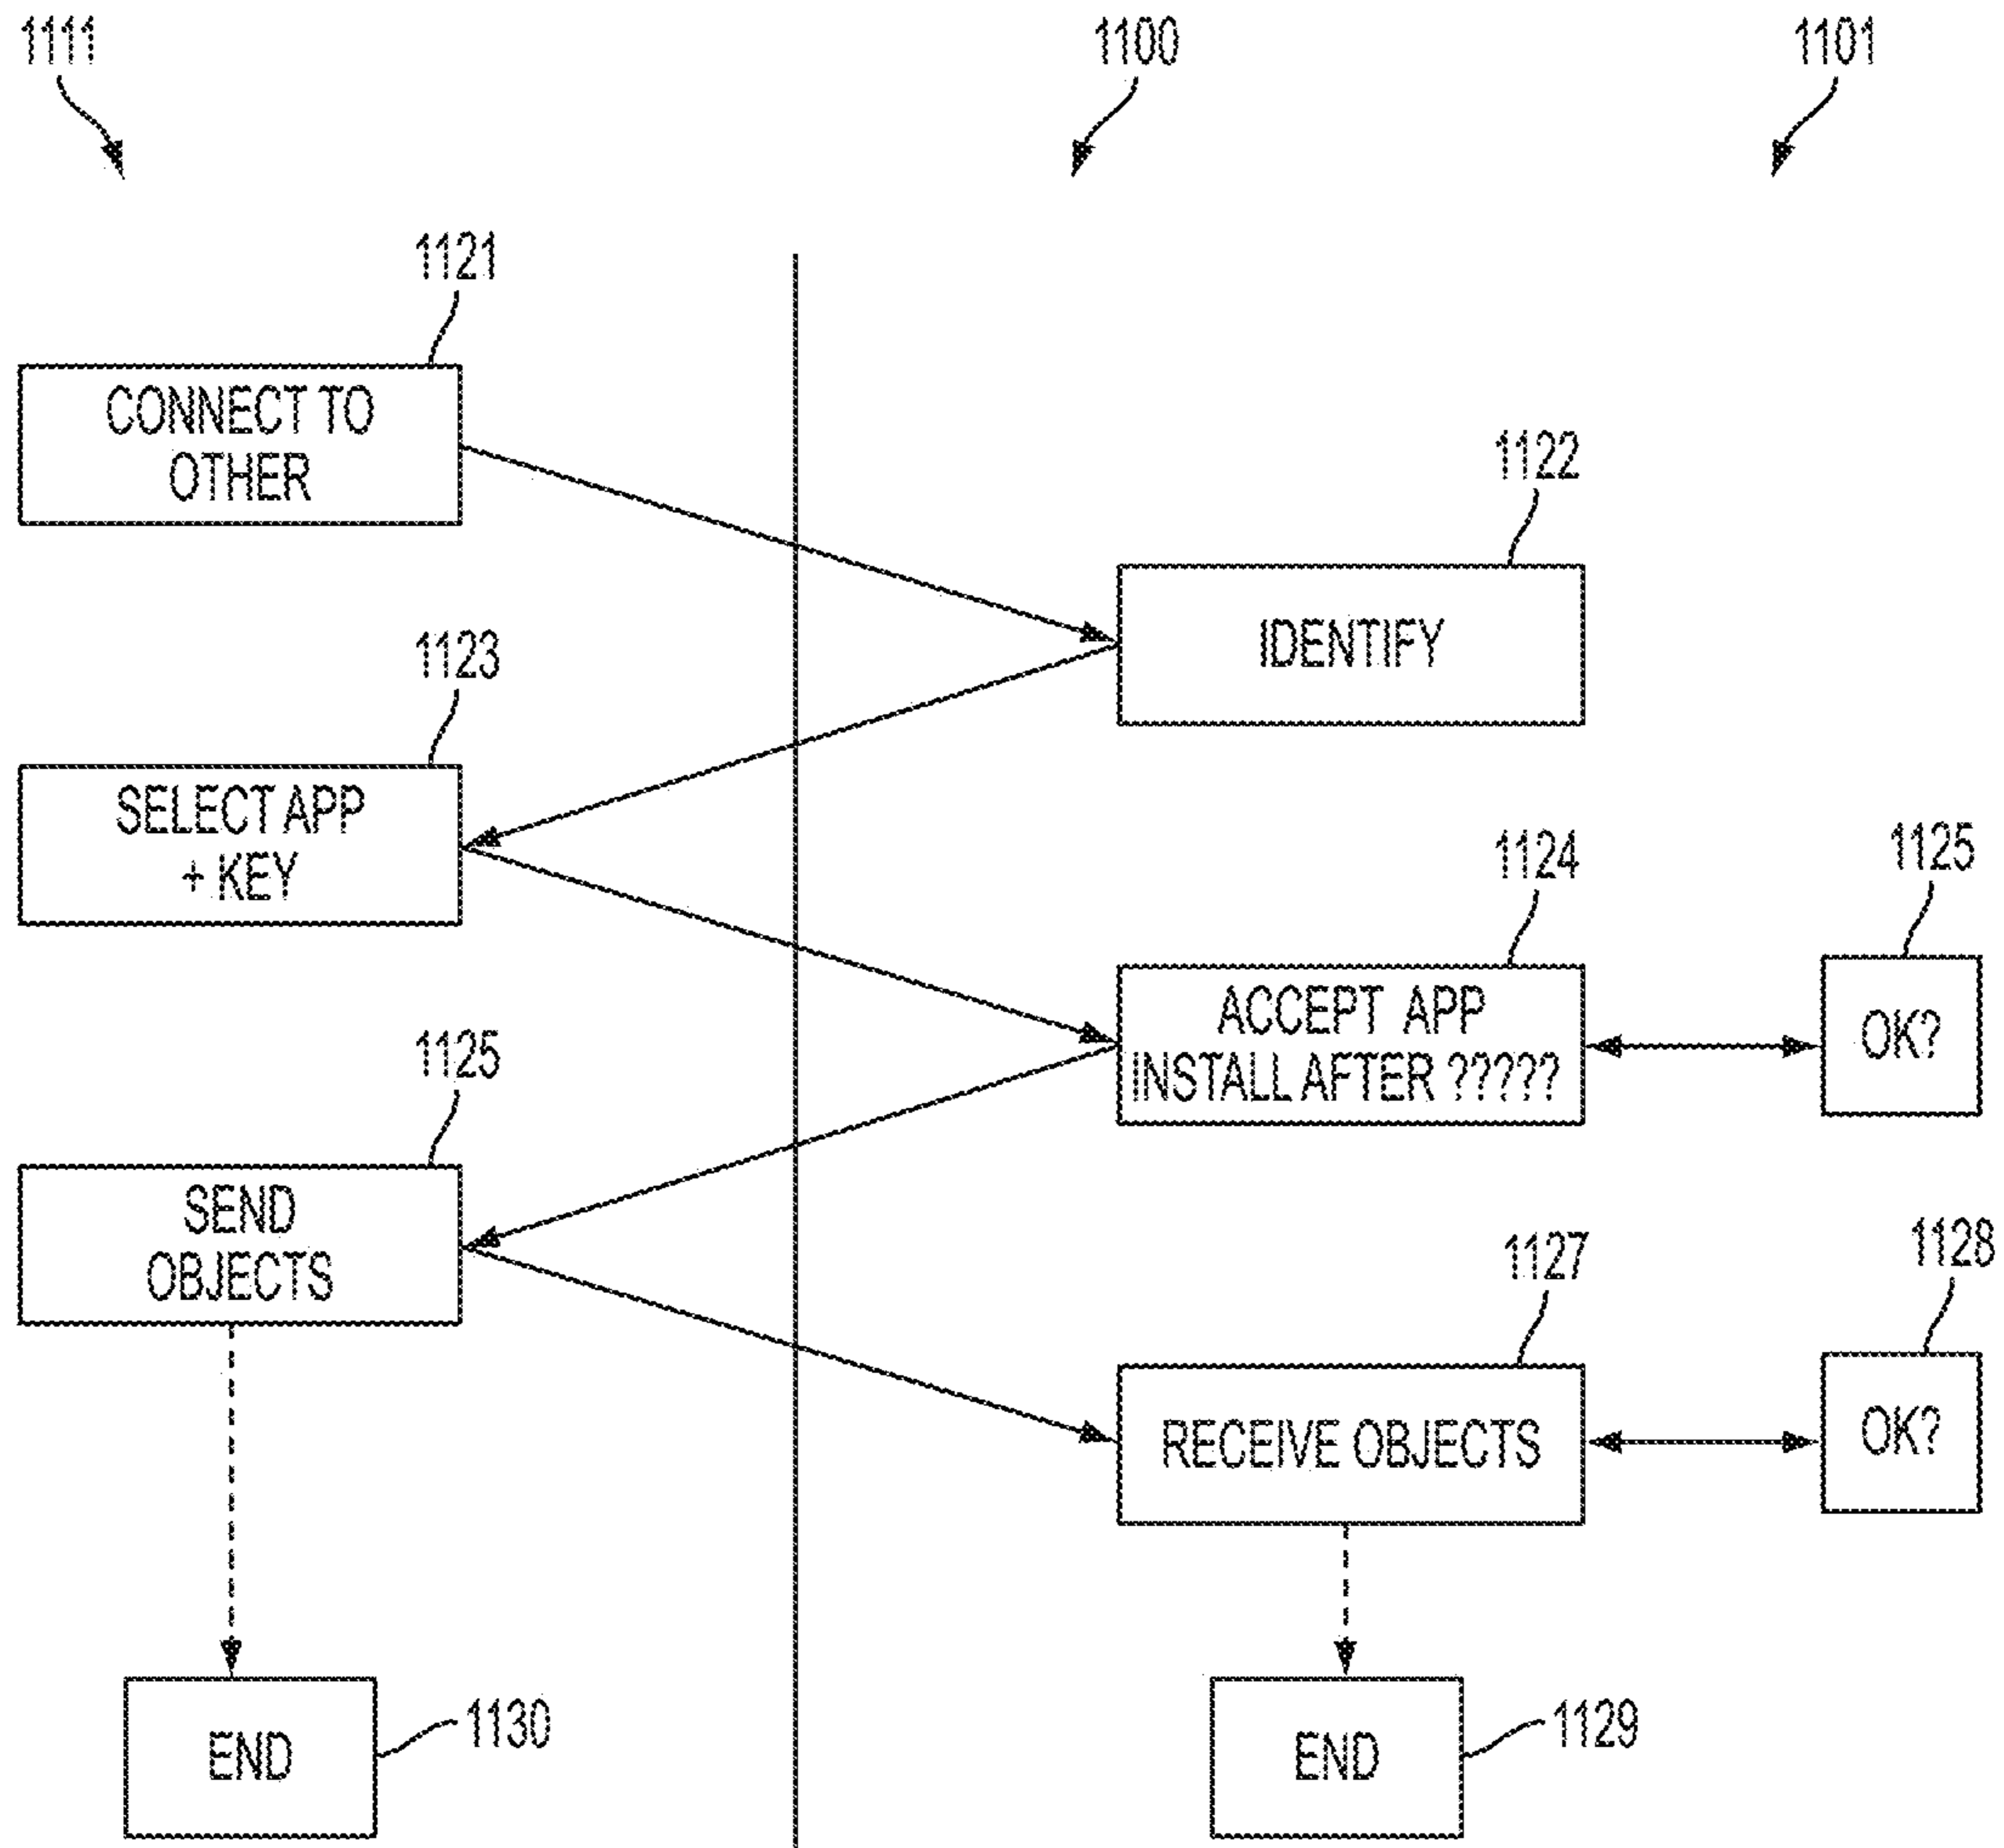 1111
1100
1101
1121
CONNECT TO
OTHER
1122
IDENTIFY
1123
SELECT APP
+ KEY
1124
ACCEPT APP
INSTALL AFTER ?????
1125
OK?
1125
SEND
OBJECTS
1127
RECEIVE OBJECTS
1128
OK?
END
1130
END
1129